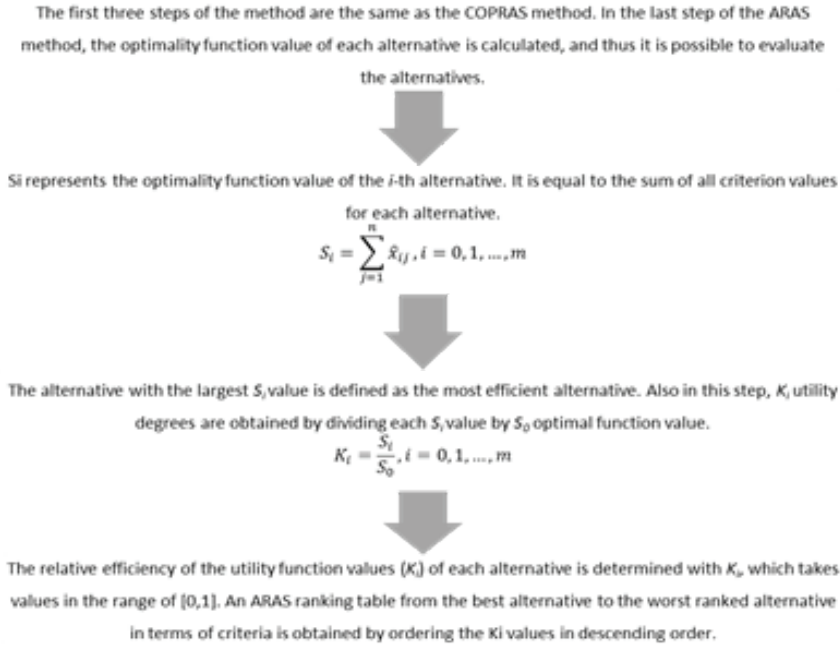 The first three steps of the method are the same as the COPRAS method. In the last step of the ARAS
method, the optimality function value of each alternative is calculated, and thus it is possible to evaluate
the alternatives.
Si represents the optimality function value of the i-th alternative. It is equal to the sum of all criterion values
for each alternative.
S_i = \sum_{j=1}^{n} \hat{x}_{ij}, i = 0, 1, ..., m
The alternative with the largest S_i value is defined as the most efficient alternative. Also in this step, K_i utility
degrees are obtained by dividing each S_i value by S_0 optimal function value.
K_i = \frac{S_i}{S_0}, i = 0, 1, ..., m
The relative efficiency of the utility function values (K_i) of each alternative is determined with K_i, which takes
values in the range of [0,1]. An ARAS ranking table from the best alternative to the worst ranked alternative
in terms of criteria is obtained by ordering the Ki values in descending order.